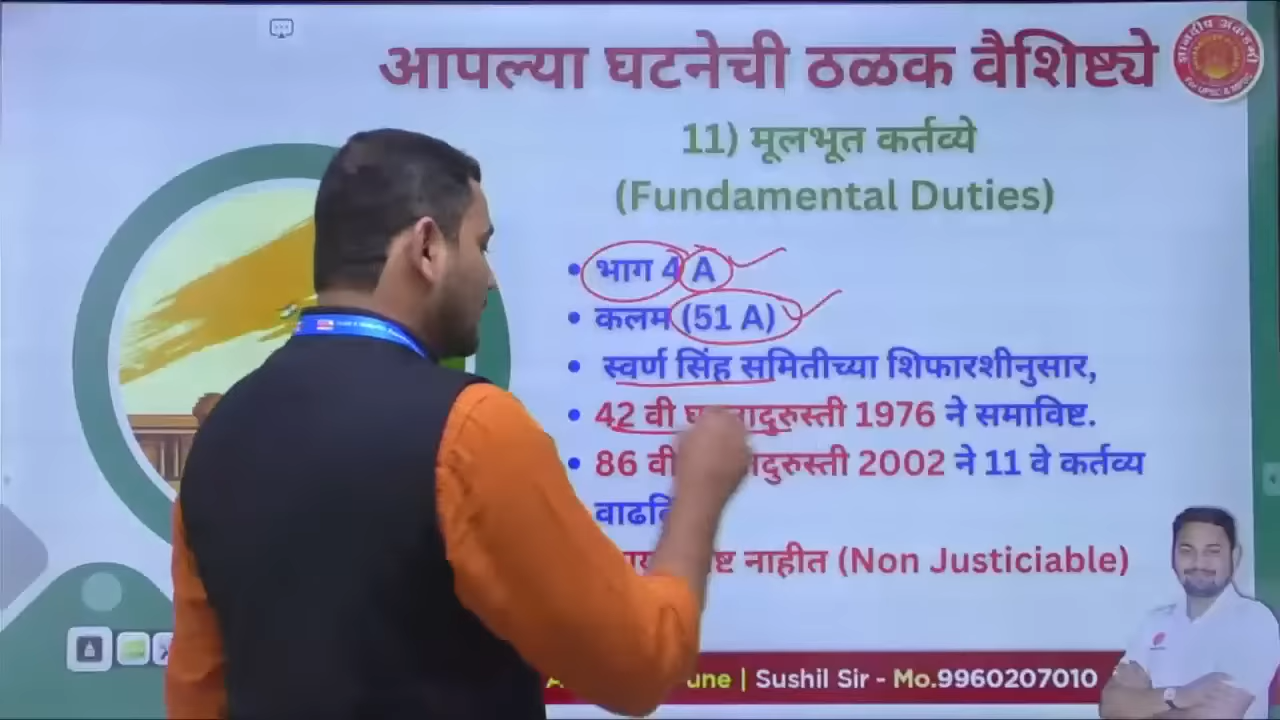 आपल्या घटनेची ठळक वैशिष्ट्ये
11) मूलभूत कर्तव्ये
(Fundamental Duties)
• भाग 4 A
• कलम (51 A)
• स्वर्ण सिंह समितीच्या शिफारशीनुसार,
• 42 वी 1976 ने समाविष्ट.
• 86 वी 2002 ने 11 वे कर्तव्य
नाहीत (Non Justiciable)
| Sushil Sir - Mo.9960207010